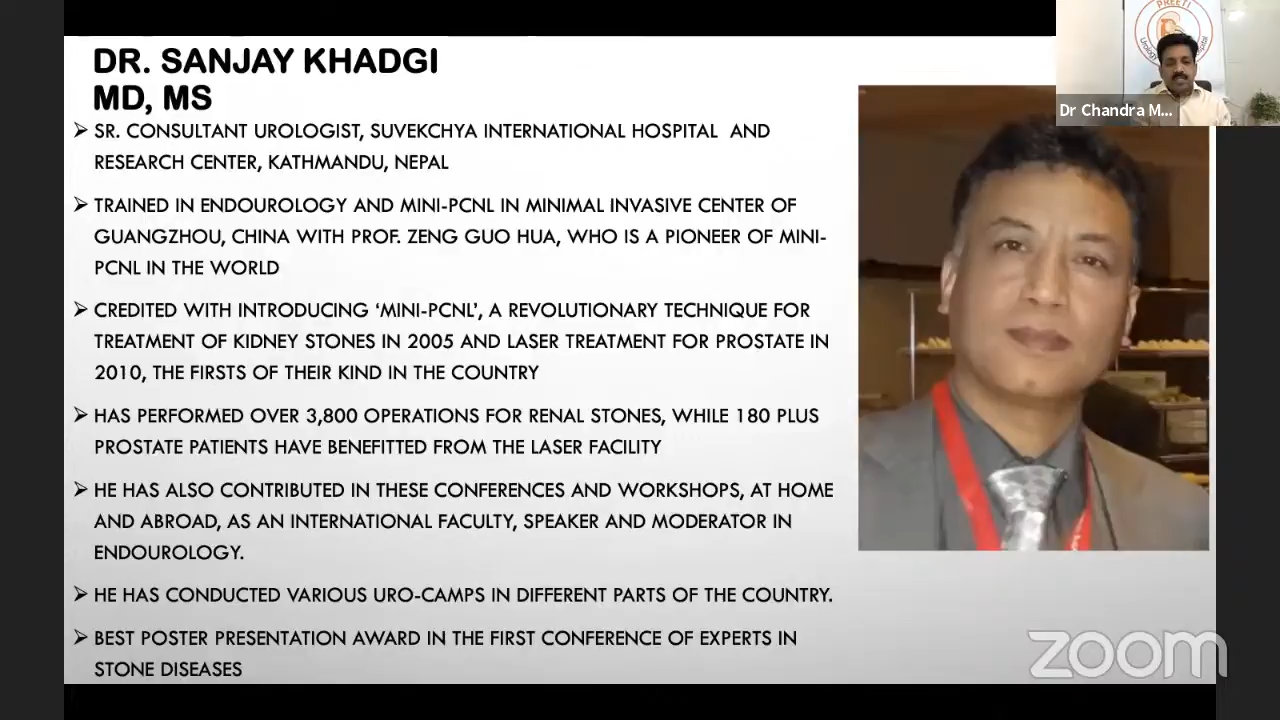 DR. SANJAY KHADGI
MD, MS
➢ SR. CONSULTANT UROLOGIST, SUVEKCHYA INTERNATIONAL HOSPITAL AND
RESEARCH CENTER, KATHMANDU, NEPAL
➢ TRAINED IN ENDOUROLOGY AND MINI-PCNL IN MINIMAL INVASIVE CENTER OF
GUANGZHOU, CHINA WITH PROF. ZENG GUO HUA, WHO IS A PIONEER OF MINI-
PCNL IN THE WORLD
➢ CREDITED WITH INTRODUCING ‘MINI-PCNL’, A REVOLUTIONARY TECHNIQUE FOR
TREATMENT OF KIDNEY STONES IN 2005 AND LASER TREATMENT FOR PROSTATE IN
2010, THE FIRSTS OF THEIR KIND IN THE COUNTRY
➢ HAS PERFORMED OVER 3,800 OPERATIONS FOR RENAL STONES, WHILE 180 PLUS
PROSTATE PATIENTS HAVE BENEFITTED FROM THE LASER FACILITY
➢ HE HAS ALSO CONTRIBUTED IN THESE CONFERENCES AND WORKSHOPS, AT HOME
AND ABROAD, AS AN INTERNATIONAL FACULTY, SPEAKER AND MODERATOR IN
ENDOUROLOGY.
➢ HE HAS CONDUCTED VARIOUS URO-CAMPS IN DIFFERENT PARTS OF THE COUNTRY.
➢ BEST POSTER PRESENTATION AWARD IN THE FIRST CONFERENCE OF EXPERTS IN
STONE DISEASES
PREETI
Dr Chandra M...
zoom